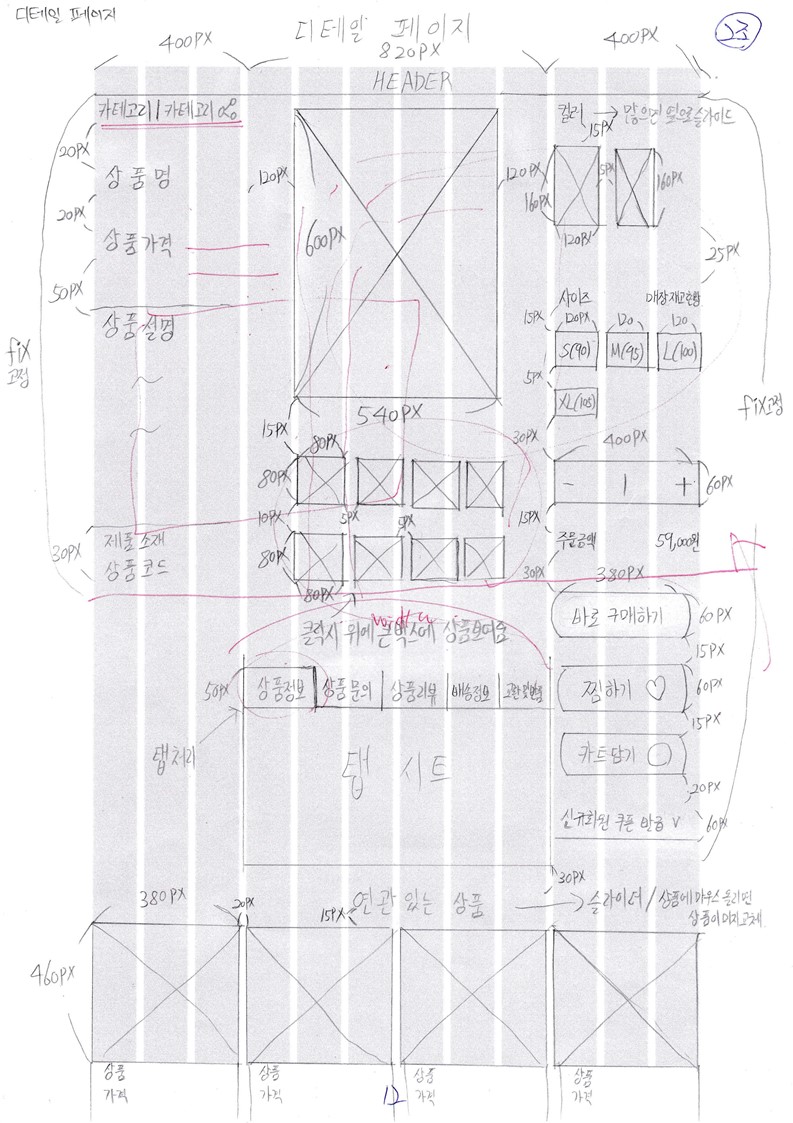 디테일 페이지
디테일 페이지
2조
400PX
820PX
400PX
HEADER
카테고리 / 카테고리
20PX
상품명
20PX
상품가격
50PX
상품설명
fix
고정
제품소재
30PX
상품코드
120PX
600PX
120PX
540PX
15PX
80PX
80PX
10PX
5PX
5PX
80PX
80PX
클릭시 위에 큰박스에 상품보여줌
컬러 → 많으면 옆으로 슬라이드
15PX
5PX
160PX
160PX
120PX
25PX
사이즈
매장재고현황
15PX
120PX
120
120
S(90)
M(95)
L(100)
5PX
XL(105)
fix고정
30PX
400PX
- 1 +
60PX
15PX
주문금액
59,000원
30PX
380PX
바로 구매하기
60PX
15PX
찜하기 ♡
60PX
15PX
카트담기
20PX
신규회원 쿠폰 발급 ∨
60PX
50PX
상품정보
상품문의
상품리뷰
배송정보
탭처리
탭 시트
30PX
연관 있는 상품
→ 슬라이더 / 상품에 마우스 올리면
상품이미지교체
380PX
20PX
15PX
460PX
상품
가격
상품
가격
상품
가격
상품
가격
12